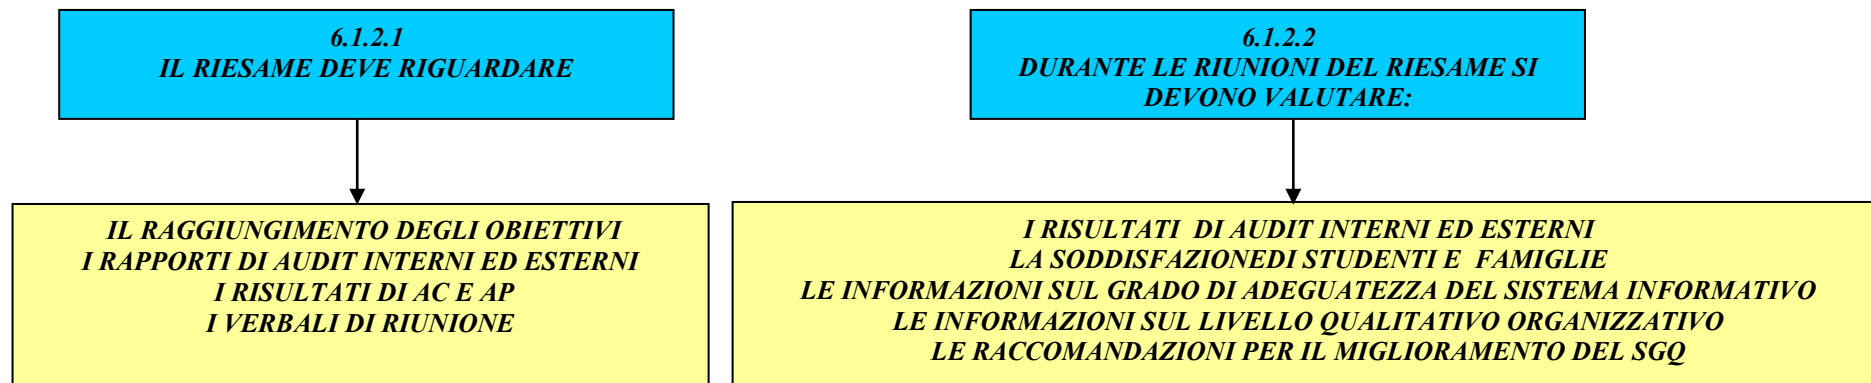 6.1.2.1
IL RIESAME DEVE RIGUARDARE
6.1.2.2
DURANTE LE RIUNIONI DEL RIESAME SI
DEVONO VALUTARE:
IL RAGGIUNGIMENTO DEGLI OBIETTIVI
I RAPPORTI DI AUDIT INTERNI ED ESTERNI
I RISULTATI DI AC E AP
I VERBALI DI RIUNIONE
I RISULTATI DI AUDIT INTERNI ED ESTERNI
LA SODDISFAZIONEDI STUDENTI E FAMIGLIE
LE INFORMAZIONI SUL GRADO DI ADEGUATEZZA DEL SISTEMA INFORMATIVO
LE INFORMAZIONI SUL LIVELLO QUALITATIVO ORGANIZZATIVO
LE RACCOMANDAZIONI PER IL MIGLIORAMENTO DEL SGQ